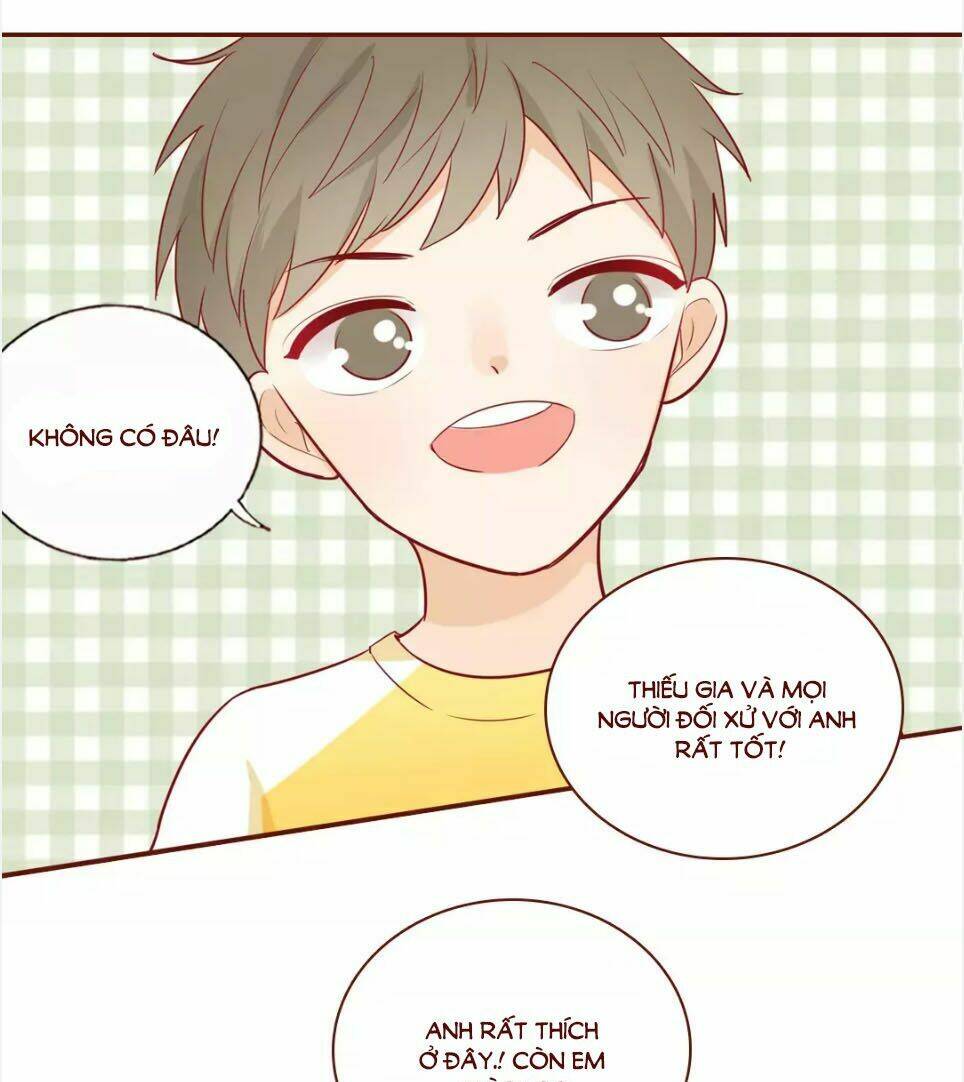 KHÔNG CÓ ĐÂU!
THIẾU GIA VÀ MỌI
NGƯỜI ĐỐI XỬ VỚI ANH
RẤT TỐT!
ANH RẤT THÍCH
Ở ĐÂY.! CÒN EM